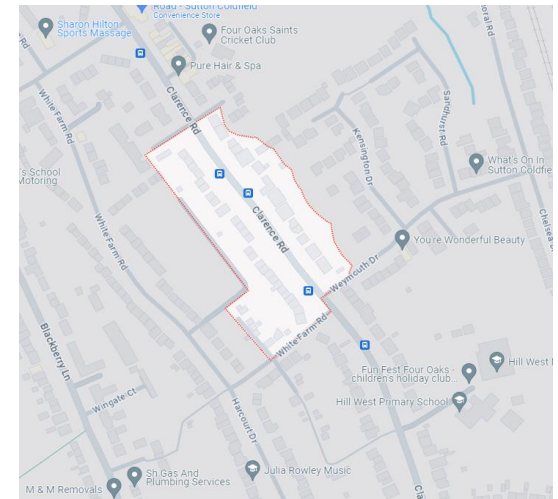 Road - Sutton Coldfield
Convenience Store
Sharon Hilton
Sports Massage
Four Oaks Saints
Cricket Club
Pure Hair & Spa
Clarence Rd
White Farm Rd
Kensington Dr
Sandhurst Rd
What's On In
Sutton Coldfie
's School
Motoring
White Farm Rd
Clarence Rd
You're Wonderful Beauty
Chelsea
Weymouth Dr
White Farm Rd
Blackberry Ln
Fun Fest Four Oaks -
children's holiday club...
Hill West
Wingate Ct
Hill West Primary School
Harcourt Dr
Julia Rowley Music
Sh Gas And
Plumbing Services
M & M Removals